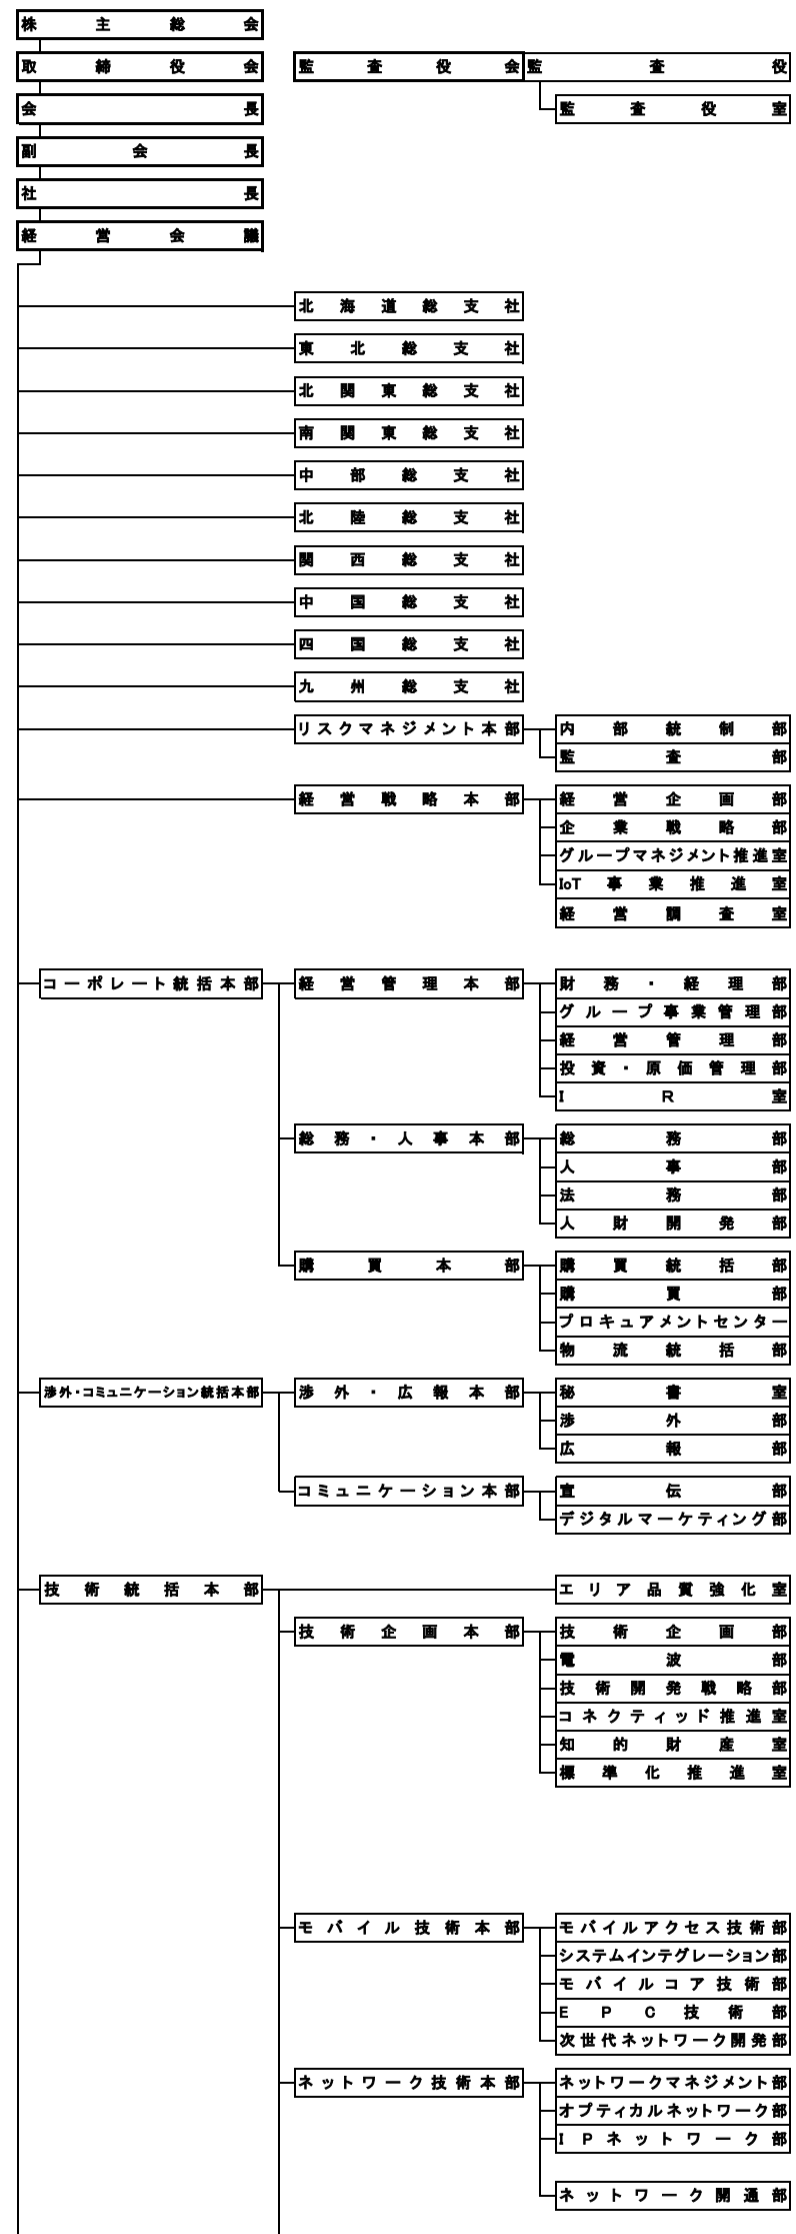 株主総会
取締役会 監査役会 監査役
会長 監査役室
副会長
社長
経営会議
北海道総支社
東北総支社
北関東総支社
南関東総支社
中部総支社
北陸総支社
関西総支社
中国総支社
四国総支社
九州総支社
リスクマネジメント本部 内部統制部
監査部
経営戦略本部 経営企画部
企業戦略部
グループマネジメント推進室
IoT事業推進室
経営調査室
コーポレート統括本部 経営管理本部 財務・経理部
グループ事業管理部
経営管理部
投資・原価管理部
IR室
総務・人事本部 総務部
人事部
法務部
人財開発部
購買本部 購買統括部
購買部
プロキュアメントセンター
物流統括部
渉外・コミュニケーション統括本部 渉外・広報本部 秘書室
渉外部
広報部
コミュニケーション本部 宣伝部
デジタルマーケティング部
技術統括本部 エリア品質強化室
技術企画本部 技術企画部
電波部
技術開発戦略部
コネクティッド推進室
知的財産室
標準化推進室
モバイル技術本部 モバイルアクセス技術部
システムインテグレーション部
モバイルコア技術部
EPC技術部
次世代ネットワーク開発部
ネットワーク技術本部 ネットワークマネジメント部
オプティカルネットワーク部
IPネットワーク部
ネットワーク開通部